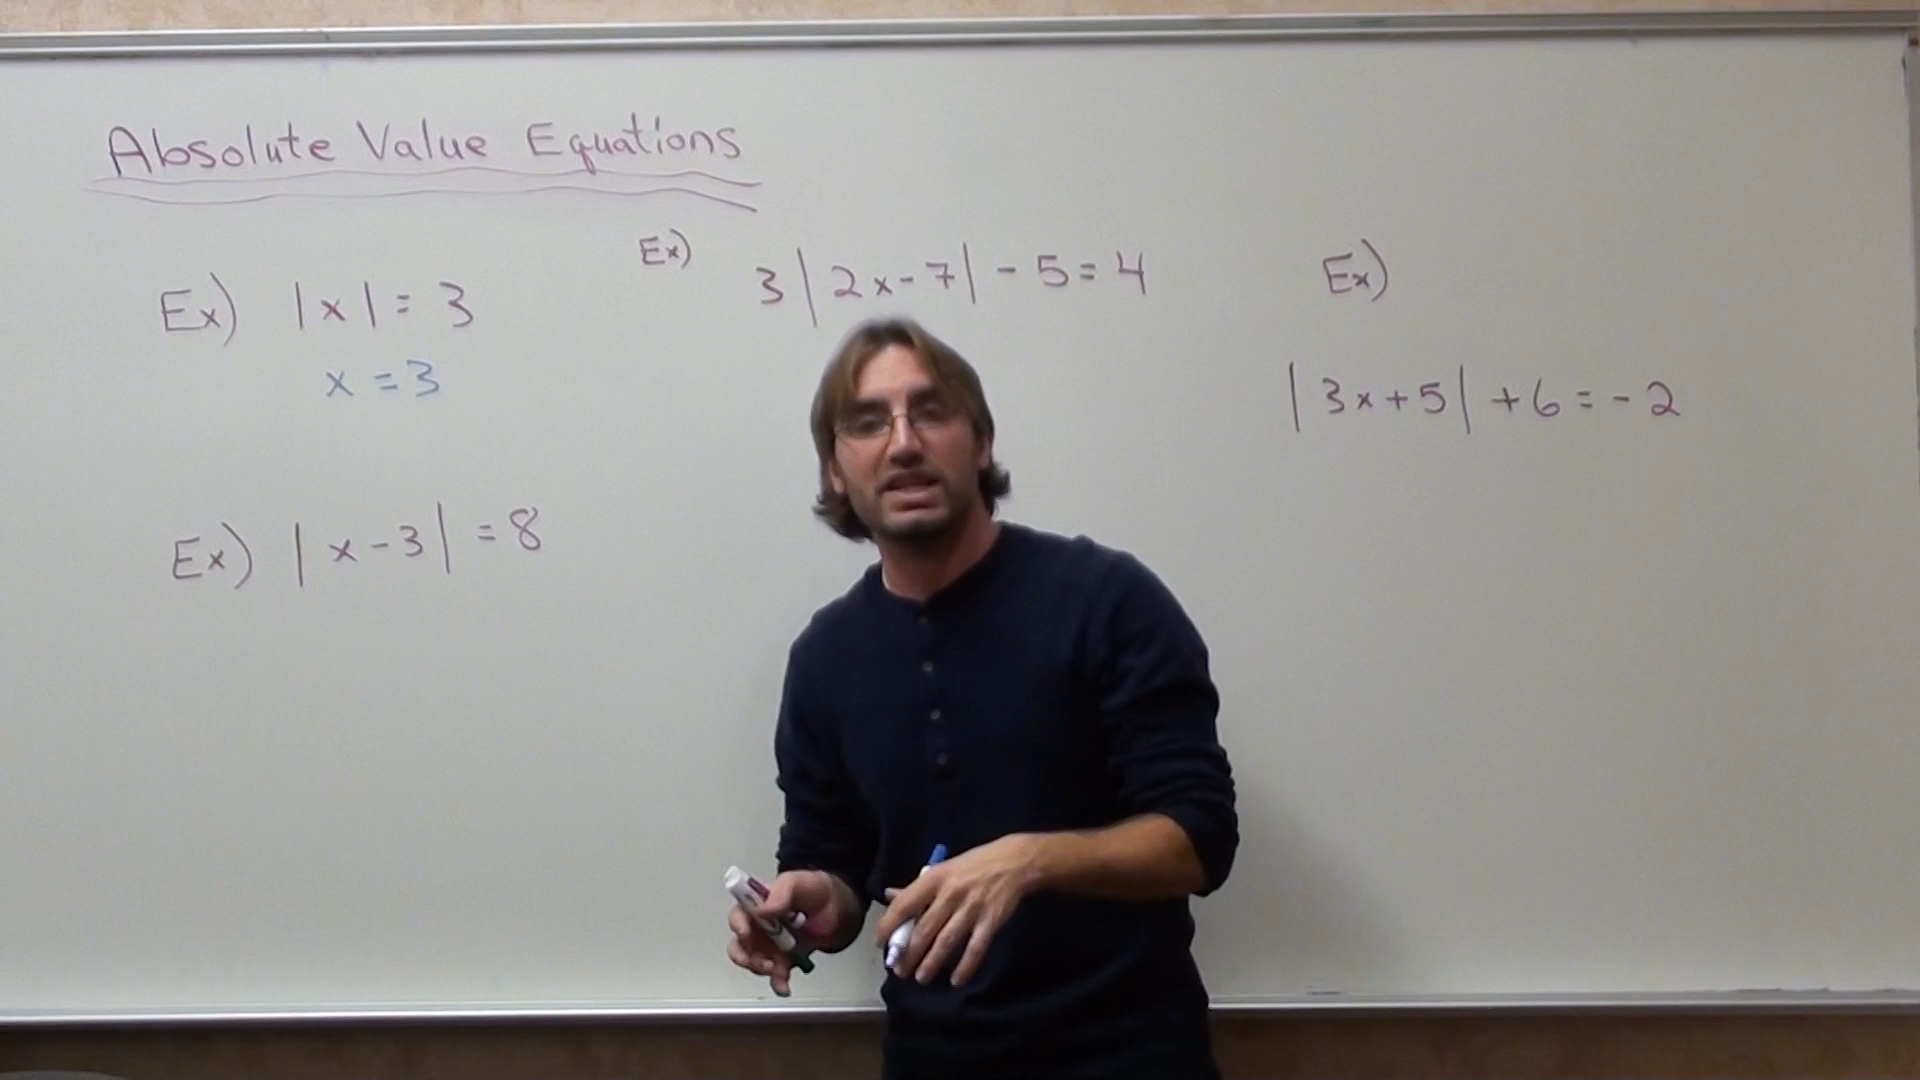 Absolute Value Equations
Ex) |x| = 3
x = 3
Ex) |x - 3| = 8
Ex) 3|2x - 7| - 5 = 4
Ex)
|3x + 5| + 6 = -2